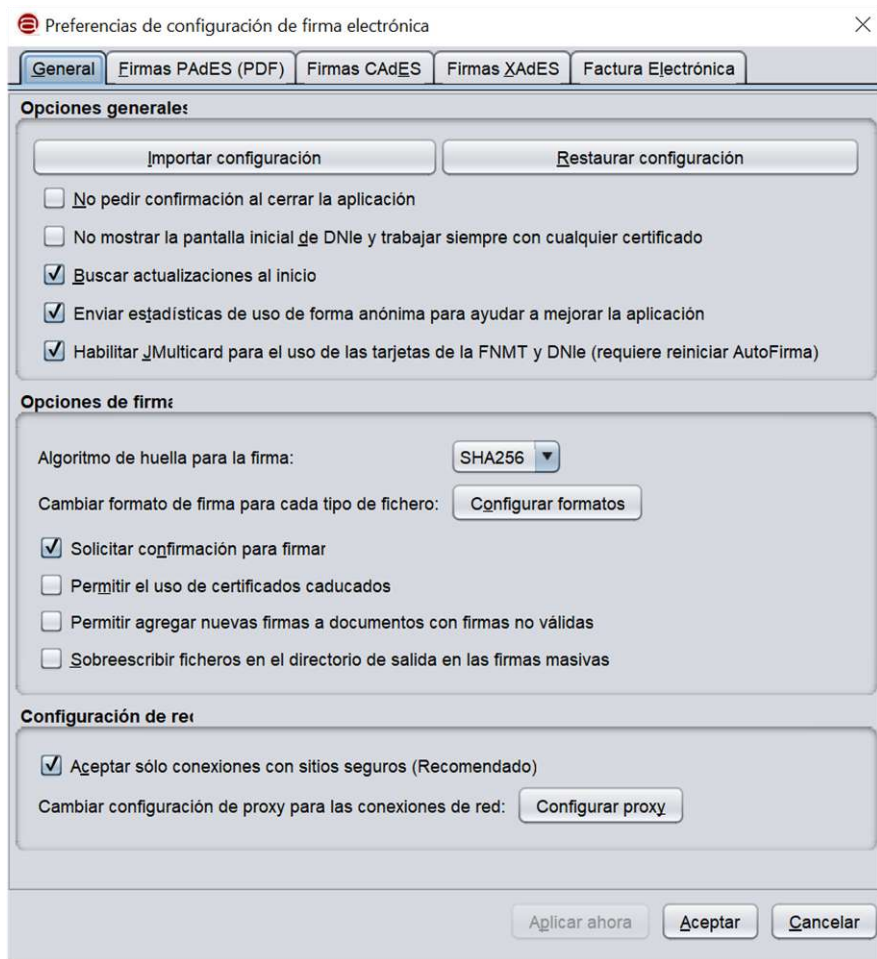 Preferencias de configuración de firma electrónica
General Firmas PAdES (PDF) Firmas CAdES Firmas XAdES Factura Electrónica
Opciones generales
Importar configuración Restaurar configuración
No pedir confirmación al cerrar la aplicación
No mostrar la pantalla inicial de DNIe y trabajar siempre con cualquier certificado
Buscar actualizaciones al inicio
Enviar estadísticas de uso de forma anónima para ayudar a mejorar la aplicación
Habilitar JMulticard para el uso de las tarjetas de la FNMT y DNIe (requiere reiniciar AutoFirma)
Opciones de firma
Algoritmo de huella para la firma: SHA256
Cambiar formato de firma para cada tipo de fichero: Configurar formatos
Solicitar confirmación para firmar
Permitir el uso de certificados caducados
Permitir agregar nuevas firmas a documentos con firmas no válidas
Sobreescribir ficheros en el directorio de salida en las firmas masivas
Configuración de red
Aceptar sólo conexiones con sitios seguros (Recomendado)
Cambiar configuración de proxy para las conexiones de red: Configurar proxy
Aplicar ahora Aceptar Cancelar